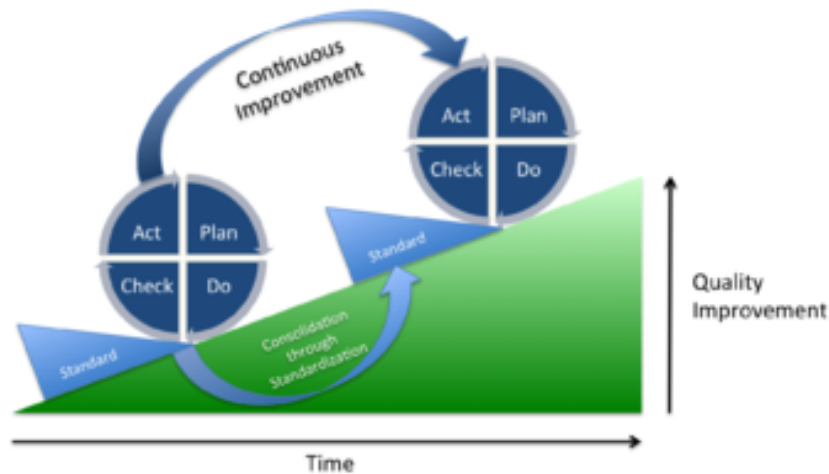 Continuous
Improvement
Act
Plan
Check
Do
Act
Plan
Check
Do
Standard
Standard
Consolidation
through
Standardization
Quality
Improvement
Time